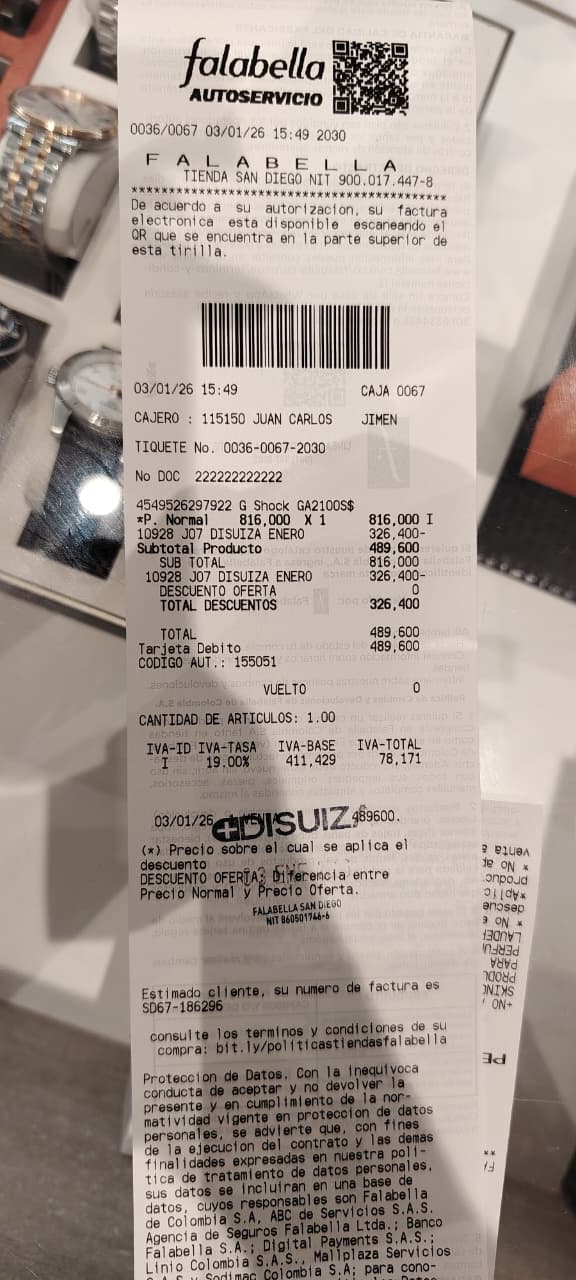 falabella
AUTOSERVICIO
0036/0067 03/01/26 15:49 2030
F A L A B E L L A
TIENDA SAN DIEGO NIT 900.017.447-8
******************************************
De acuerdo a su autorizacion, su factura
electronica esta disponible escaneando el
QR que se encuentra en la parte superior de
esta tirilla.
03/01/26 15:49 CAJA 0067
CAJERO : 115150 JUAN CARLOS JIMEN
TIQUETE No. 0036-0067-2030
No DOC 222222222222
4549526297922 G Shock GA2100S$
*P. Normal 816,000 X 1 816,000 I
10928 J07 DISUIZA ENERO 326,400-
Subtotal Producto 489,600
SUB TOTAL 816,000
10928 J07 DISUIZA ENERO 326,400-
DESCUENTO OFERTA 0
TOTAL DESCUENTOS 326,400
TOTAL 489,600
Tarjeta Debito 489,600
CODIGO AUT.: 155051
VUELTO 0
CANTIDAD DE ARTICULOS: 1.00
IVA-ID IVA-TASA IVA-BASE IVA-TOTAL
I 19.00% 411,429 78,171
03/01/26 489600.
DISUIZA
(*) Precio sobre el cual se aplica el
descuento
DESCUENTO OFERTA: Diferencia entre
Precio Normal y Precio Oferta.
FALABELLA SAN DIEGO
NIT 860501746-6
Estimado cliente, su numero de factura es
SD67-186296
consulte los terminos y condiciones de su
compra: bit.ly/politicastiendasfalabella
Proteccion de Datos. Con la inequivoca
conducta de aceptar y no devolver la
presente y en cumplimiento de la nor-
matividad vigente en proteccion de datos
personales, se advierte que, con fines
de la ejecucion del contrato y las demas
finalidades expresadas en nuestra poli-
tica de tratamiento de datos personales,
sus datos se incluiran en una base de
datos, cuyos responsables son Falabella
de Colombia S.A, ABC de Servicios S.A.S.
Agencia de Seguros Falabella Ltda.; Banco
Falabella S.A.; Digital Payments S.A.S.;
Linio Colombia S.A.S., Mallplaza Servicios
S.A.S y Sodimac Colombia S.A; para cono-